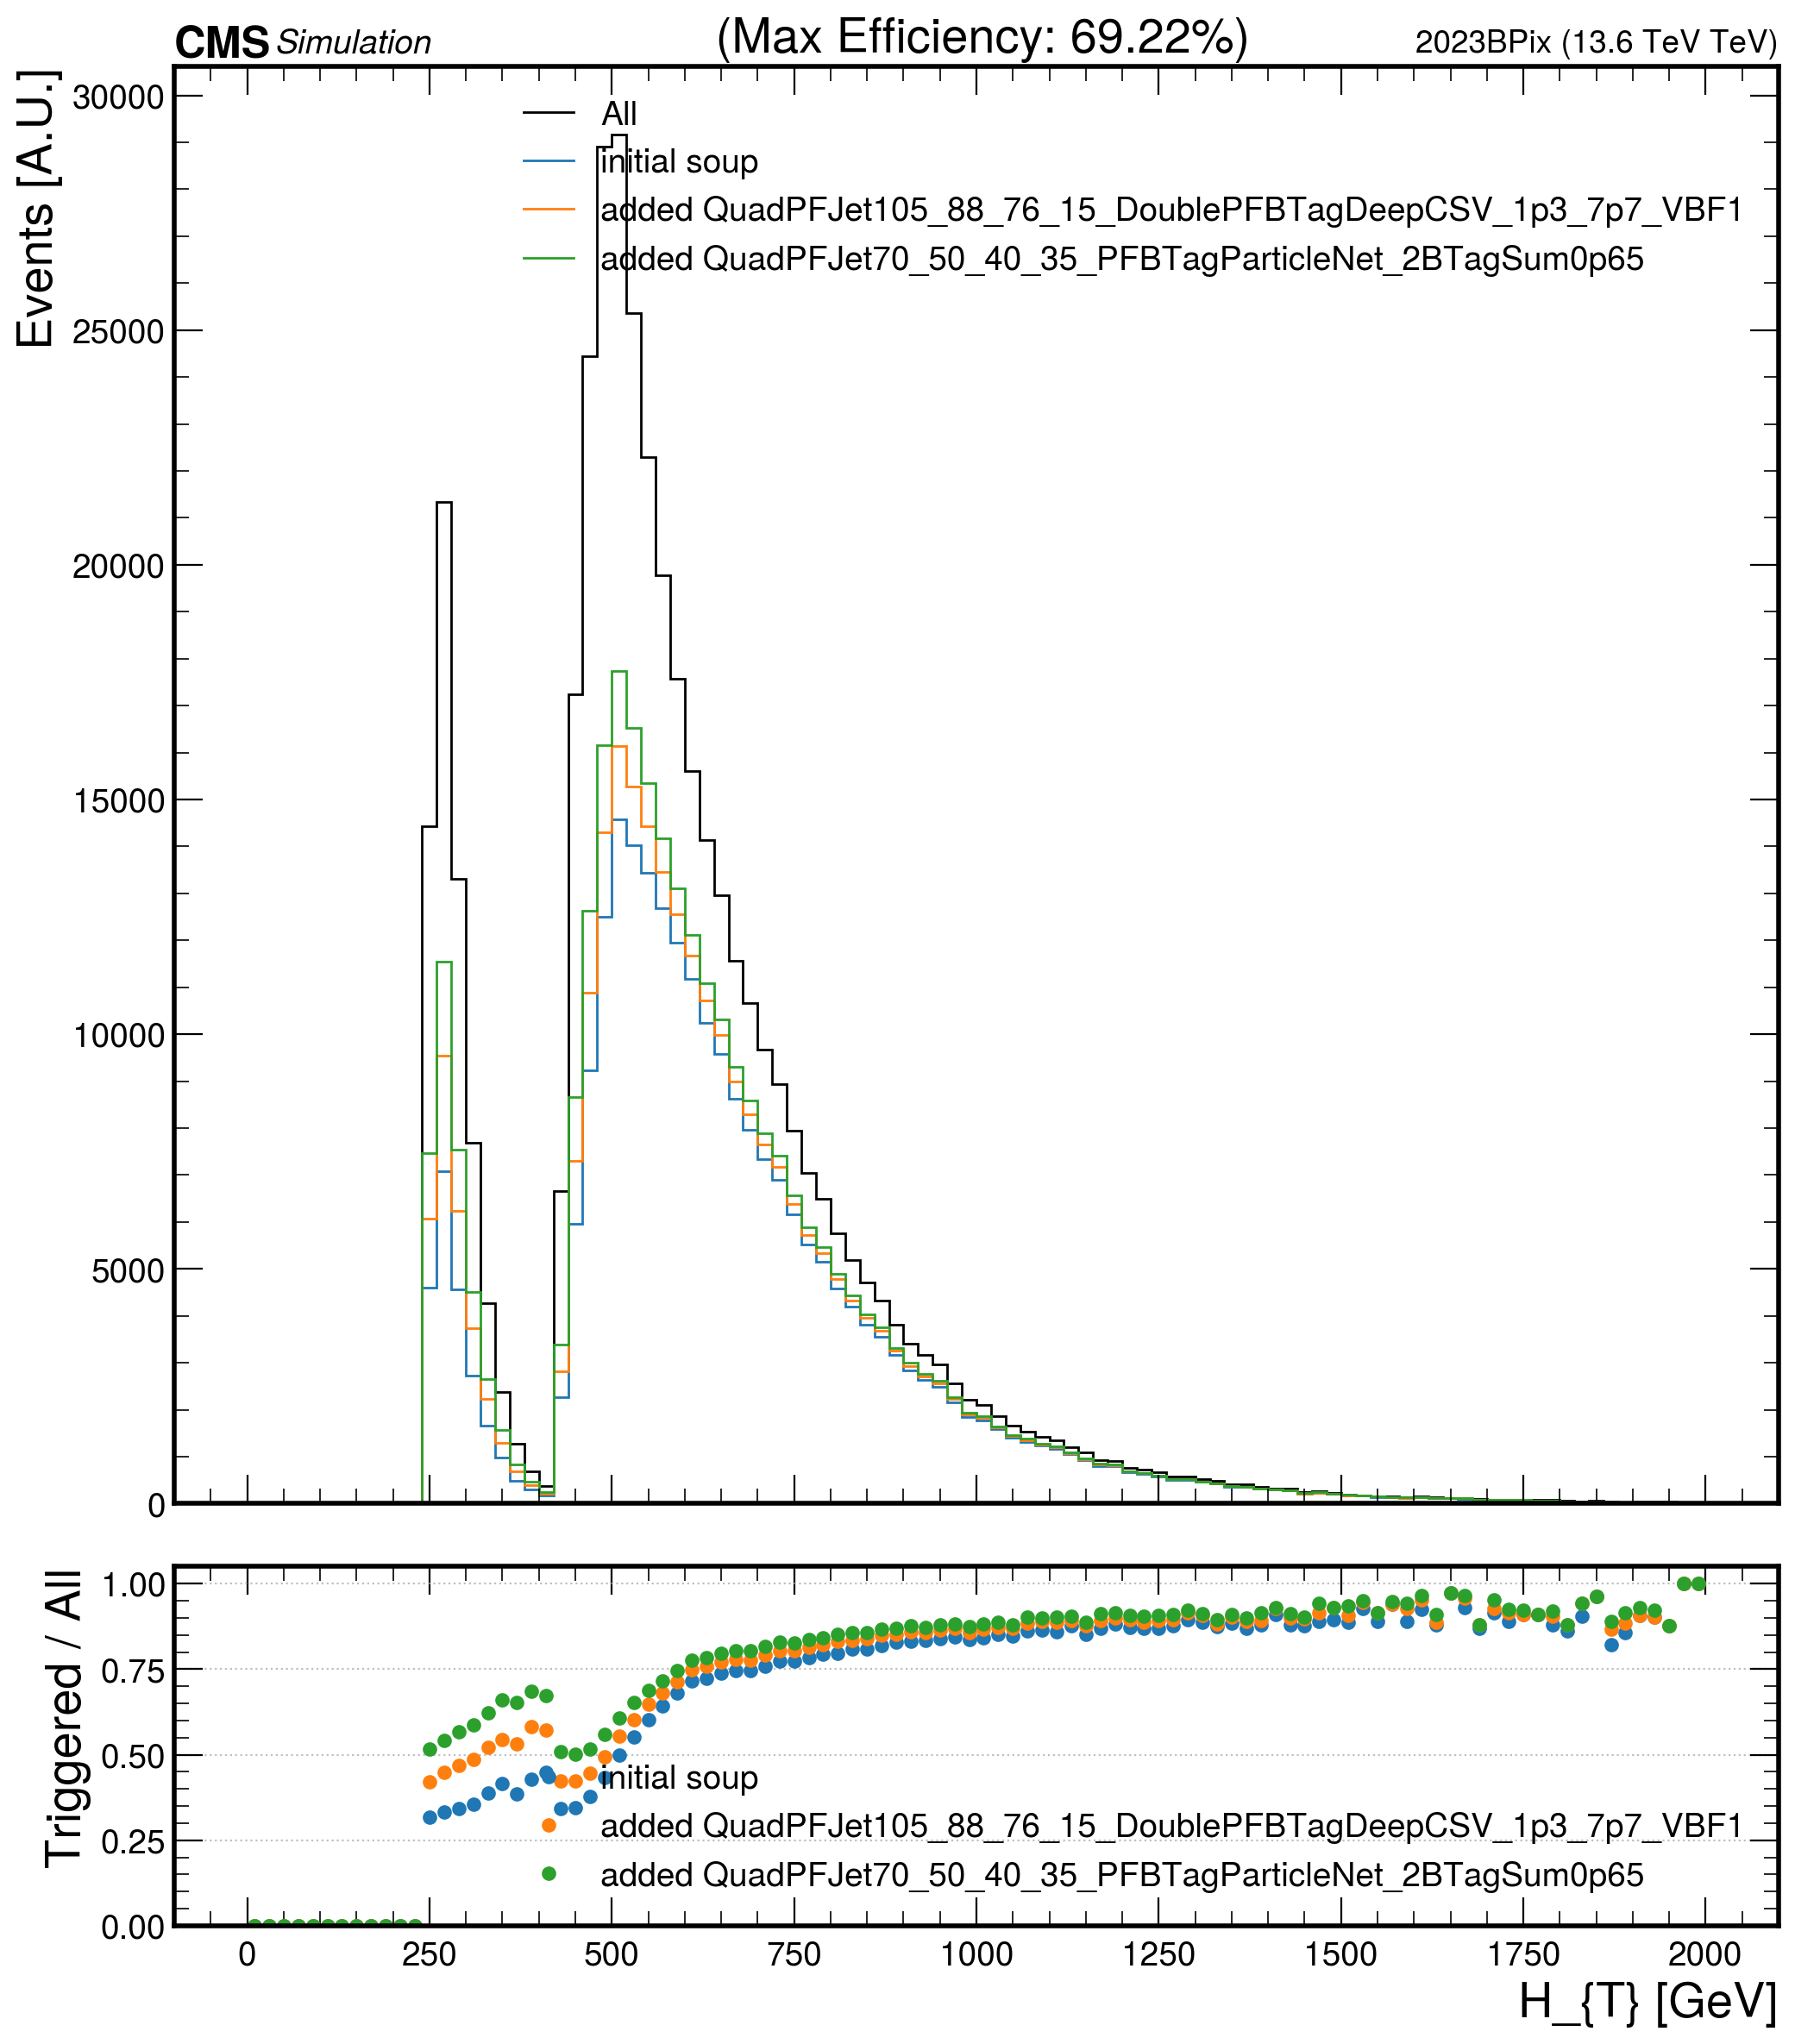 CMS Simulation (Max Efficiency: 69.22%) 2023BPix (13.6 TeV TeV)
Events [A.U.]
30000
25000
20000
15000
10000
5000
0
All
initial soup
added QuadPFJet105_88_76_15_DoublePFBTagDeepCSV_1p3_7p7_VBF1
added QuadPFJet70_50_40_35_PFBTagParticleNet_2BTagSum0p65
Triggered / All
1.00
0.75
0.50
0.25
0.00
initial soup
added QuadPFJet105_88_76_15_DoublePFBTagDeepCSV_1p3_7p7_VBF1
added QuadPFJet70_50_40_35_PFBTagParticleNet_2BTagSum0p65
0 250 500 750 1000 1250 1500 1750 2000
H_{T} [GeV]